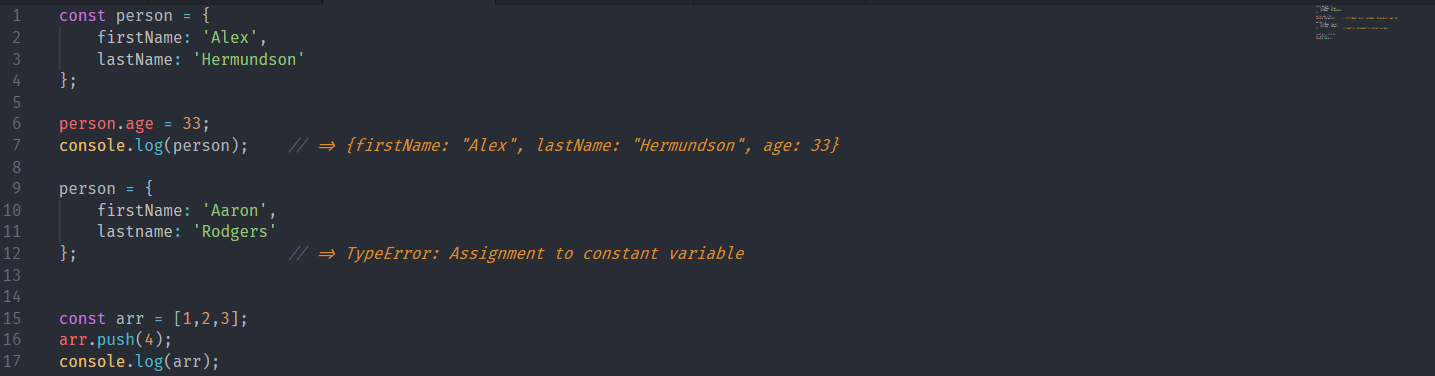 1 const person = {
2 firstName: 'Alex',
3 lastName: 'Hermundson'
4 };
5
6 person.age = 33;
7 console.log(person); // => {firstName: "Alex", lastName: "Hermundson", age: 33}
8
9 person = {
10 firstName: 'Aaron',
11 lastname: 'Rodgers'
12 }; // => TypeError: Assignment to constant variable
13
14
15 const arr = [1,2,3];
16 arr.push(4);
17 console.log(arr);